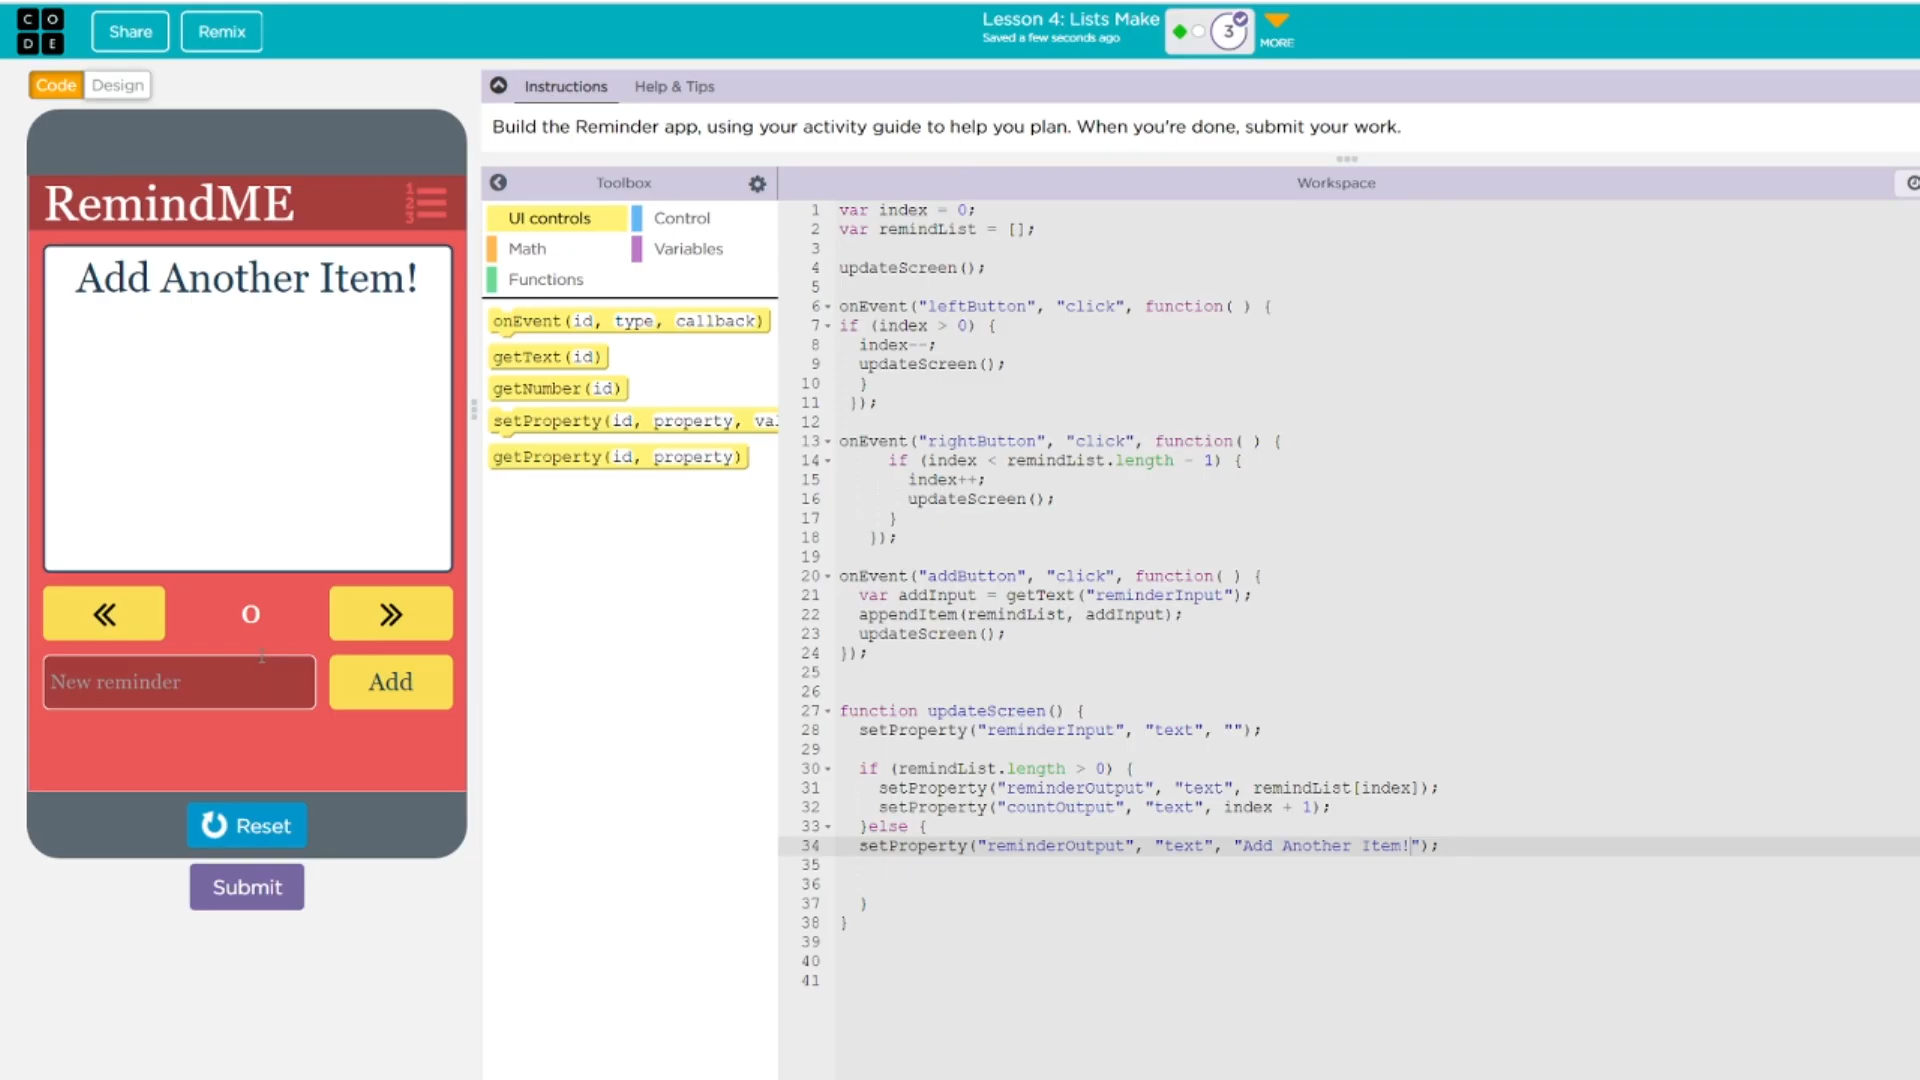 CODE
Share
Remix
Lesson 4: Lists Make
Saved a few seconds ago
3
MORE
Code
Design
Instructions
Help & Tips
Build the Reminder app, using your activity guide to help you plan. When you're done, submit your work.
RemindME
1
2
3
Add Another Item!
0
New reminder
Add
Reset
Submit
Toolbox
UI controls
Control
Math
Variables
Functions
onEvent(id, type, callback)
getText(id)
getNumber(id)
setProperty(id, property, val
getProperty(id, property)
Workspace
1 var index = 0;
2 var remindList = [];
3
4 updateScreen();
5
6 onEvent("leftButton", "click", function( ) {
7 if (index > 0) {
8 index--;
9 updateScreen();
10 }
11 });
12
13 onEvent("rightButton", "click", function( ) {
14 if (index < remindList.length - 1) {
15 index++;
16 updateScreen();
17 }
18 });
19
20 onEvent("addButton", "click", function( ) {
21 var addInput = getText("reminderInput");
22 appendItem(remindList, addInput);
23 updateScreen();
24 });
25
26
27 function updateScreen() {
28 setProperty("reminderInput", "text", "");
29
30 if (remindList.length > 0) {
31 setProperty("reminderOutput", "text", remindList[index]);
32 setProperty("countOutput", "text", index + 1);
33 }else {
34 setProperty("reminderOutput", "text", "Add Another Item!");
35
36
37 }
38 }
39
40
41